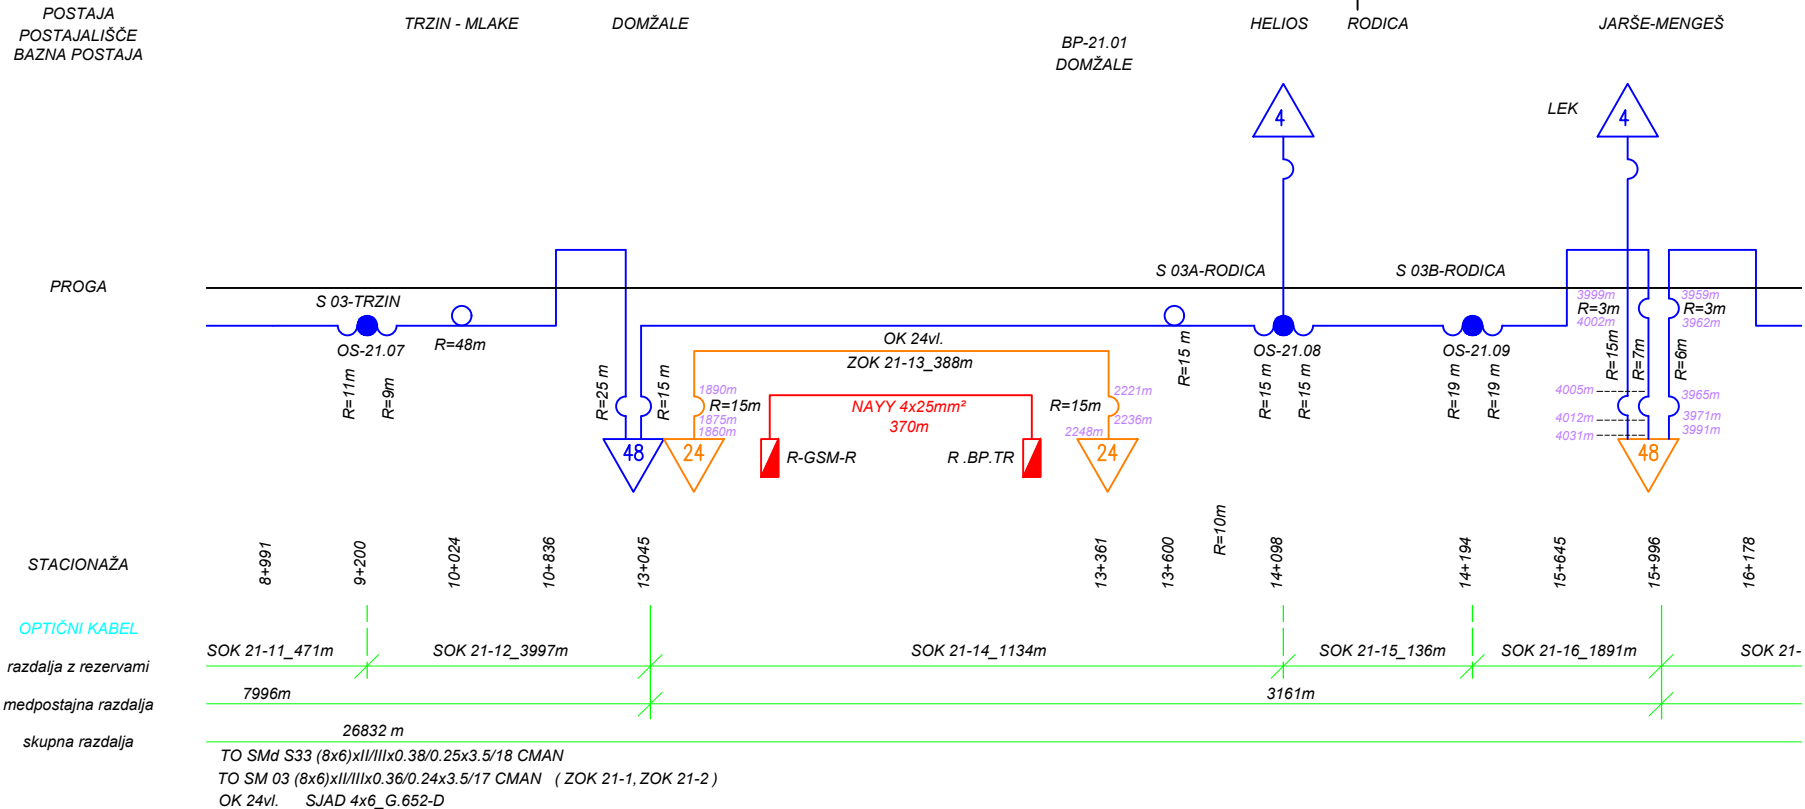 POSTAJA
POSTAJALIŠČE
BAZNA POSTAJA
TRZIN - MLAKE
DOMŽALE
BP-21.01
DOMŽALE
HELIOS
RODICA
JARŠE-MENGEŠ
4
LEK
4
PROGA
S 03-TRZIN
S 03A-RODICA
S 03B-RODICA
OS-21.07
R=48m
R=11m
R=9m
R=25 m
R=15 m
OK 24vl.
ZOK 21-13_388m
1890m
R=15m
1875m
1860m
NAYY 4x25mm²
370m
R=15m
2221m
2236m
2248m
R=15 m
OS-21.08
R=15 m
R=15 m
OS-21.09
R=19 m
R=19 m
3999m
R=3m
4002m
3959m
R=3m
3962m
R=15m
R=7m
R=6m
4005m
4012m
4031m
3965m
3971m
3991m
48
24
R-GSM-R
R .BP.TR
24
48
STACIONAŽA
8+991
9+200
10+024
10+836
13+045
13+361
13+600
R=10m
14+098
14+194
15+645
15+996
16+178
OPTIČNI KABEL
razdalja z rezervami
SOK 21-11_471m
SOK 21-12_3997m
SOK 21-14_1134m
SOK 21-15_136m
SOK 21-16_1891m
SOK 21-
medpostajna razdalja
7996m
3161m
skupna razdalja
26832 m
TO SMd S33 (8x6)xII/IIIx0.38/0.25x3.5/18 CMAN
TO SM 03 (8x6)xII/IIIx0.36/0.24x3.5/17 CMAN ( ZOK 21-1, ZOK 21-2 )
OK 24vl. SJAD 4x6_G.652-D